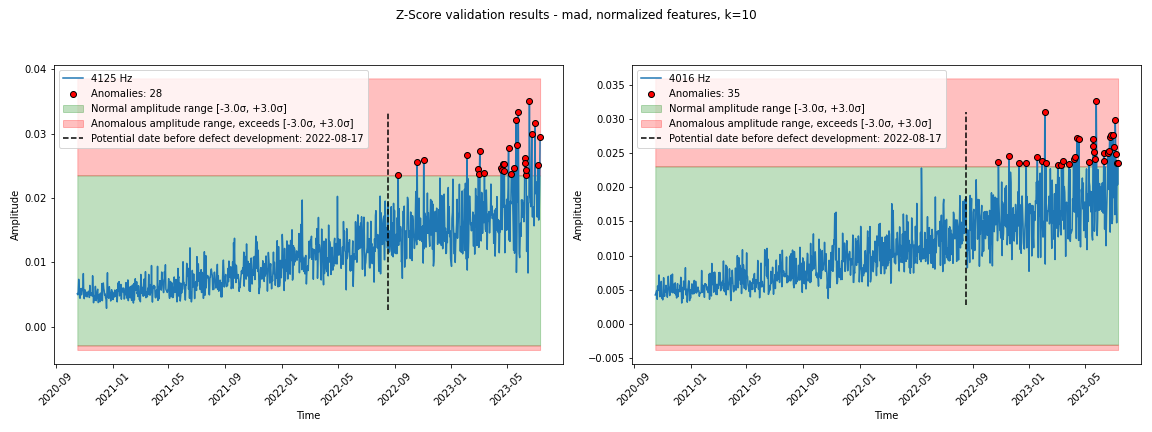 Z-Score validation results - mad, normalized features, k=10
4125 Hz
Anomalies: 28
Normal amplitude range [-3.0σ, +3.0σ]
Anomalous amplitude range, exceeds [-3.0σ, +3.0σ]
Potential date before defect development: 2022-08-17
0.04
0.03
0.02
0.01
0.00
Amplitude
2020-09
2021-01
2021-05
2021-09
2022-01
2022-05
2022-09
2023-01
2023-05
Time
4016 Hz
Anomalies: 35
Normal amplitude range [-3.0σ, +3.0σ]
Anomalous amplitude range, exceeds [-3.0σ, +3.0σ]
Potential date before defect development: 2022-08-17
0.035
0.030
0.025
0.020
0.015
0.010
0.005
0.000
−0.005
Amplitude
2020-09
2021-01
2021-05
2021-09
2022-01
2022-05
2022-09
2023-01
2023-05
Time